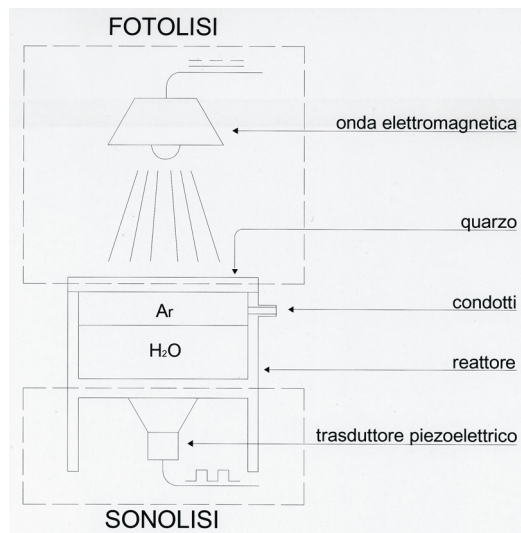 FOTOLISI
onda elettromagnetica
quarzo
Ar
condotti
H₂O
reattore
trasduttore piezoelettrico
SONOLISI